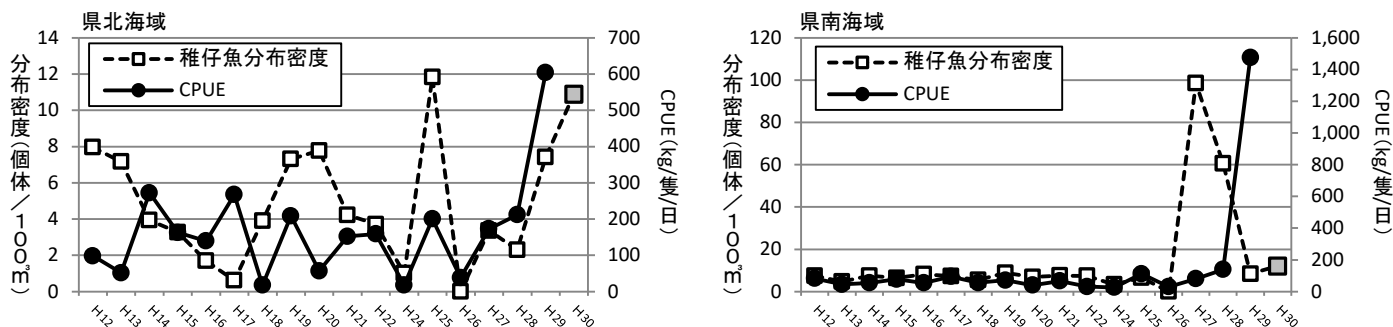 県北海域
分布密度(個体／100㎥)
14
12
10
8
6
4
2
0
稚仔魚分布密度
CPUE
700
600
500
400
300
200
100
0
CPUE(kg/隻/日)
H12
H13
H14
H15
H16
H17
H18
H19
H20
H21
H22
H23
H24
H25
H26
H27
H28
H29
H30
県南海域
分布密度(個体／100㎥)
120
100
80
60
40
20
0
稚仔魚分布密度
CPUE
1,600
1,400
1,200
1,000
800
600
400
200
0
CPUE(kg/隻/日)
H12
H13
H14
H15
H16
H17
H18
H19
H20
H21
H22
H23
H24
H25
H26
H27
H28
H29
H30